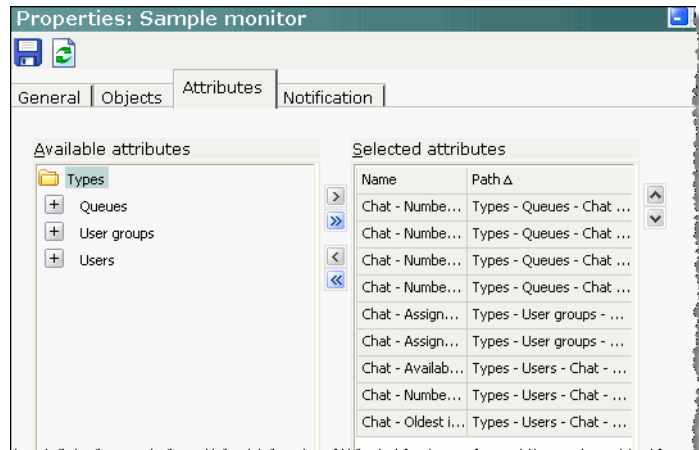 Properties: Sample monitor
General Objects Attributes Notification
Available attributes
Types
Queues
User groups
Users
Selected attributes
Name Path
Chat - Numbe... Types - Queues - Chat ...
Chat - Numbe... Types - Queues - Chat ...
Chat - Numbe... Types - Queues - Chat ...
Chat - Numbe... Types - Queues - Chat ...
Chat - Assign... Types - User groups - ...
Chat - Assign... Types - User groups - ...
Chat - Availab... Types - Users - Chat - ...
Chat - Numbe... Types - Users - Chat - ...
Chat - Oldest i... Types - Users - Chat - ...